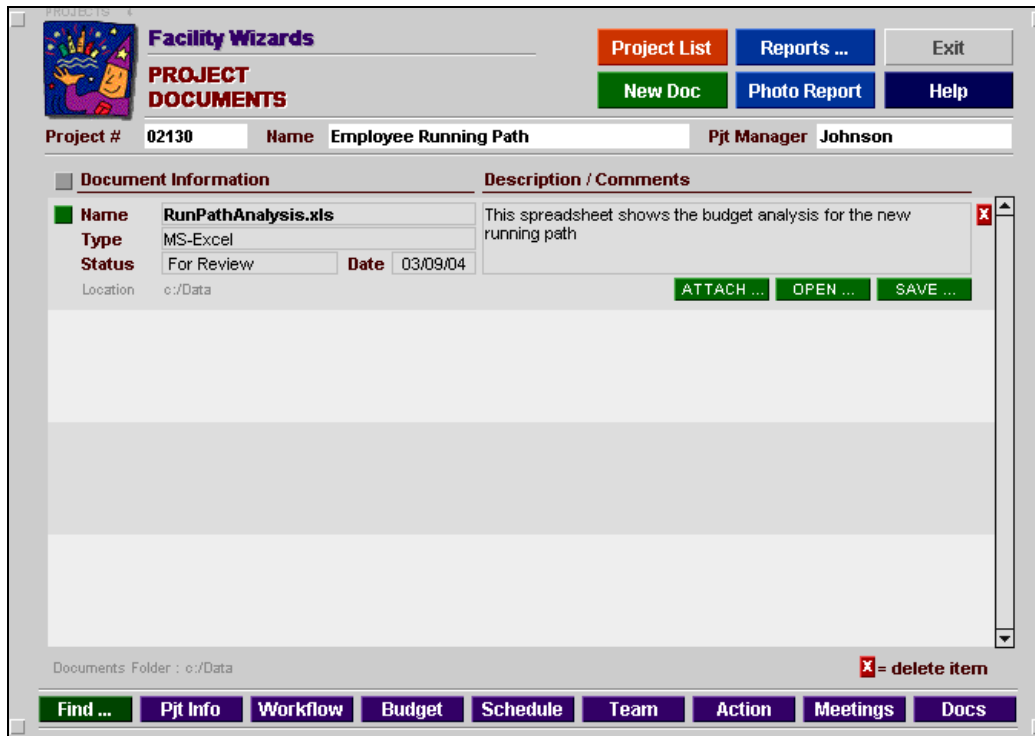 PROJECTS
Facility Wizards
PROJECT
DOCUMENTS
Project List Reports ... Exit
New Doc Photo Report Help
Project # 02130 Name Employee Running Path Pjt Manager Johnson
Document Information Description / Comments
Name RunPathAnalysis.xls This spreadsheet shows the budget analysis for the new
running path
X
Type MS-Excel
Status For Review Date 03/09/04
Location c:/Data ATTACH ... OPEN ... SAVE ...
Documents Folder : c:/Data X = delete item
Find ... Pjt Info Workflow Budget Schedule Team Action Meetings Docs